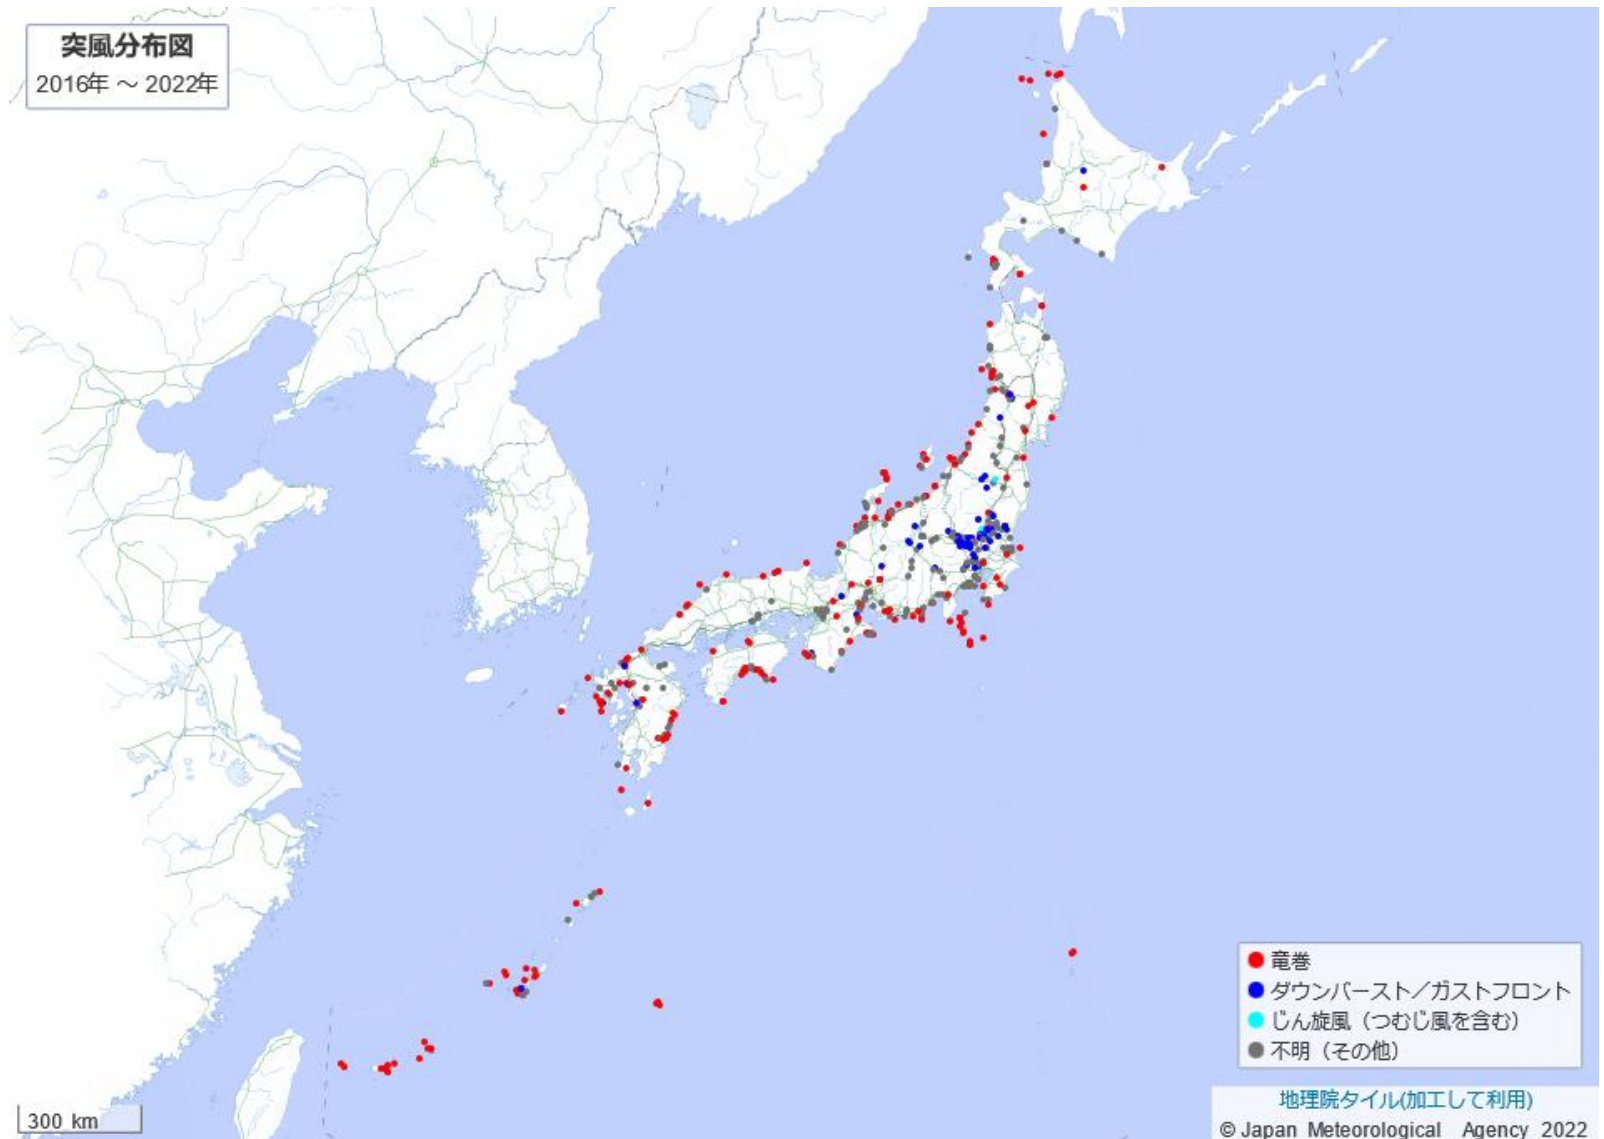 突風分布図
2016年 ～ 2022年
竜巻
ダウンバースト／ガストフロント
じん旋風（つむじ風を含む）
不明（その他）
300 km
地理院タイル(加工して利用)
© Japan Meteorological Agency 2022